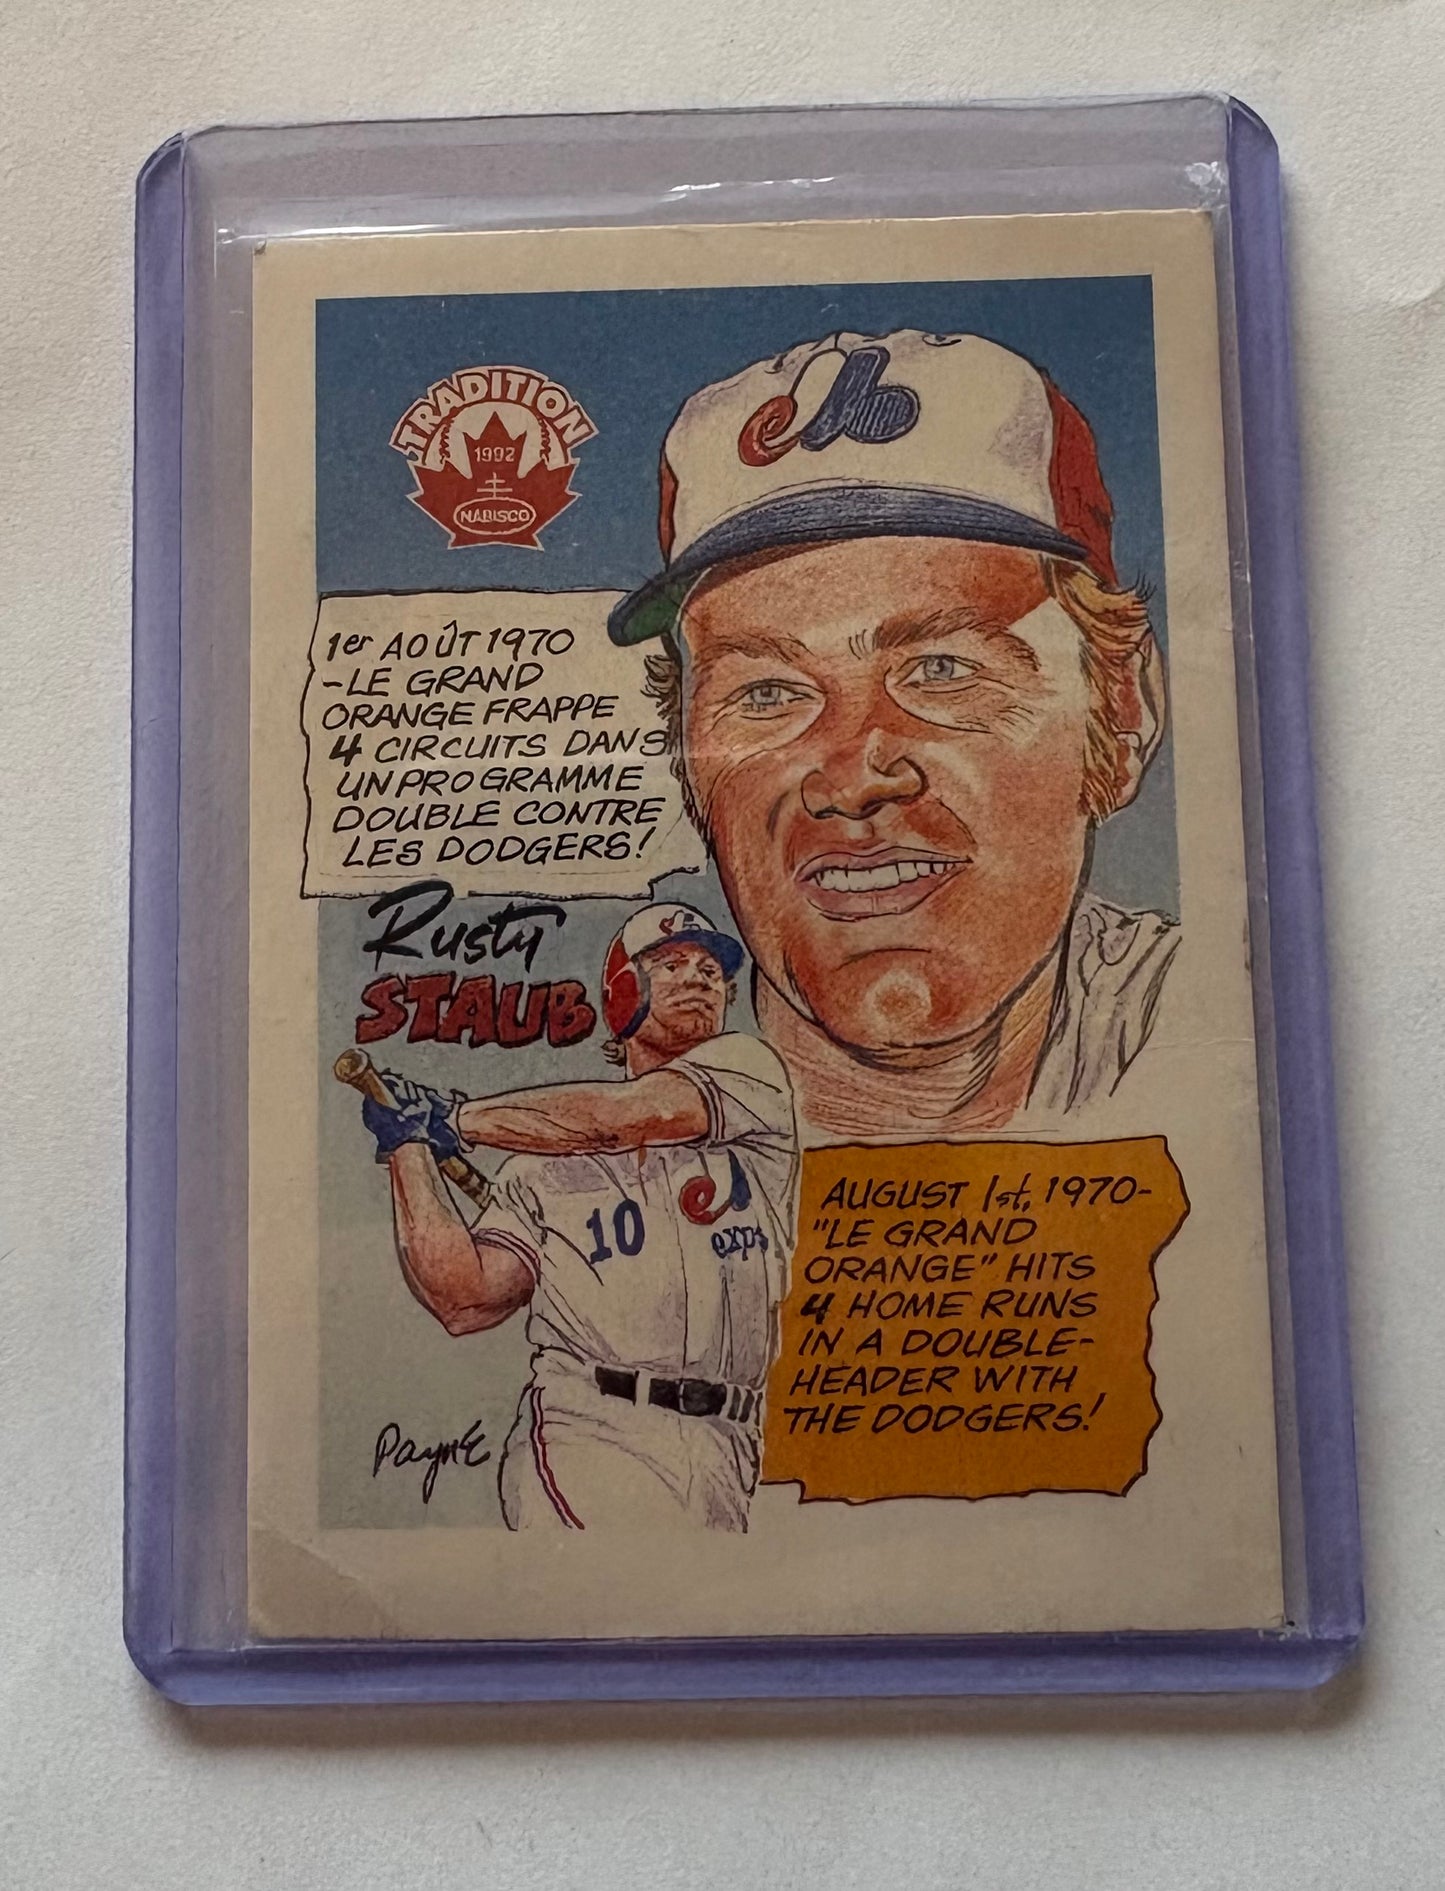 TRADITION
1992
NABISCO
1er AOÛT 1970
-LE GRAND
ORANGE FRAPPE
4 CIRCUITS DANS
UN PROGRAMME
DOUBLE CONTRE
LES DODGERS!
Rusty
STAUB
10
expos
AUGUST 1st, 1970-
"LE GRAND
ORANGE" HITS
4 HOME RUNS
IN A DOUBLE-
HEADER WITH
THE DODGERS!
PaynE